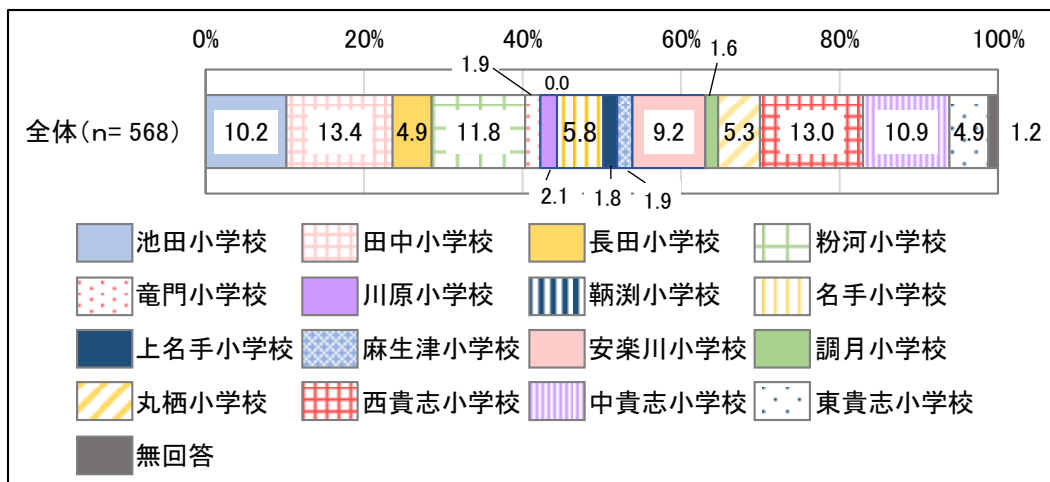 0% 20% 40% 60% 80% 100%
1.9 0.0 1.6
全体(n= 568) 10.2 13.4 4.9 11.8 5.8 9.2 5.3 13.0 10.9 4.9 1.2
2.1 1.8 1.9
池田小学校 田中小学校 長田小学校 粉河小学校
竜門小学校 川原小学校 鞆渕小学校 名手小学校
上名手小学校 麻生津小学校 安楽川小学校 調月小学校
丸栖小学校 西貴志小学校 中貴志小学校 東貴志小学校
無回答